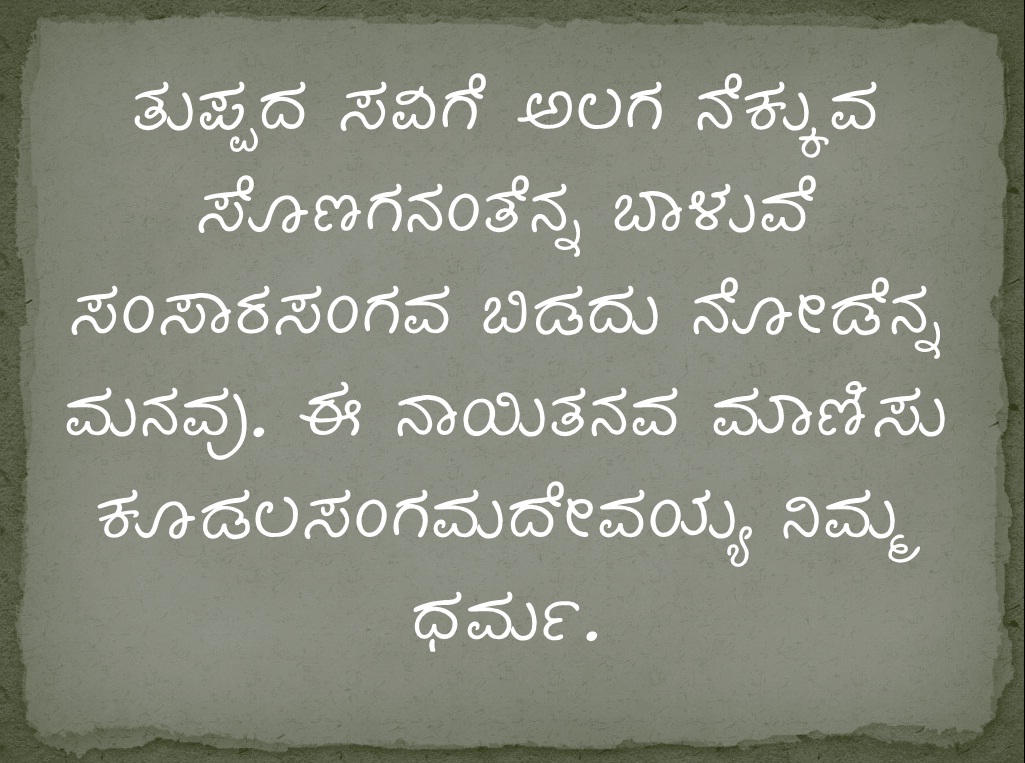 ತುಪ್ಪದ ಸವಿಗೆ ಅಲಗ ನೆಕ್ಕುವ
ಸೊಣಗನಂತೆನ್ನ ಬಾಳುವೆ
ಸಂಸಾರಸಂಗವ ಬಿಡದು ನೋಡೆನ್ನ
ಮನವು. ಈ ನಾಯಿತನವ ಮಾಣಿಸು
ಕೂಡಲಸಂಗಮದೇವಯ್ಯ ನಿಮ್ಮ
ಧರ್ಮ.